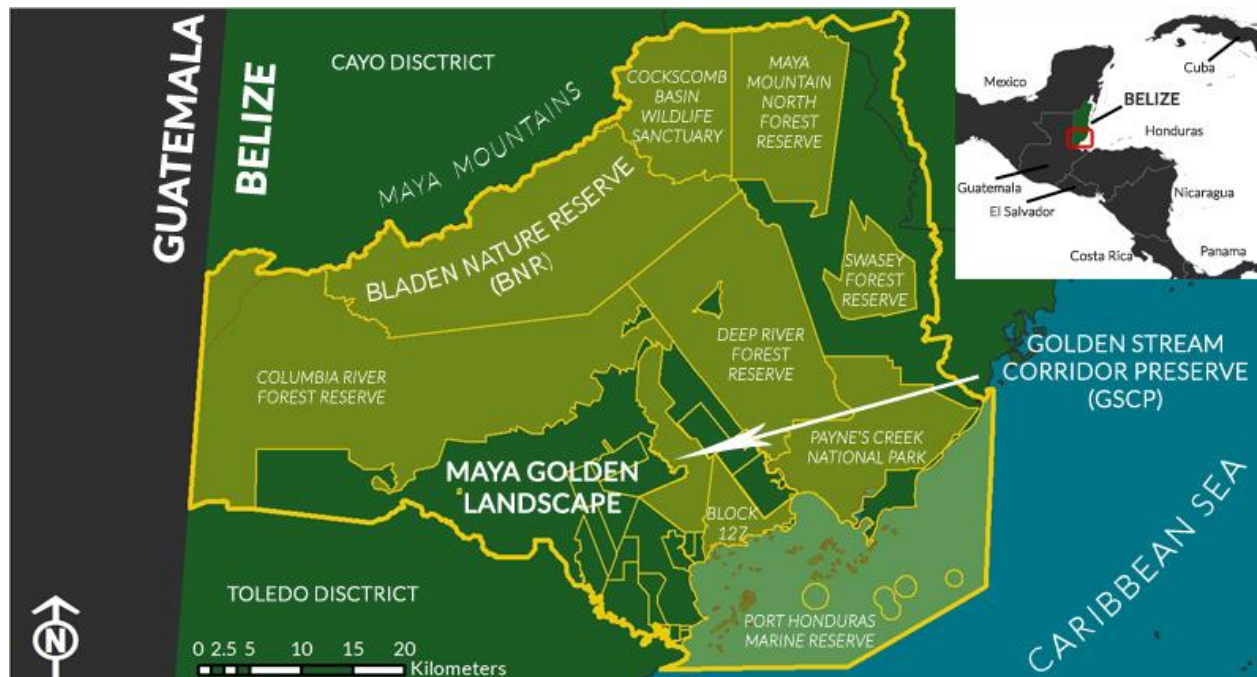 GUATEMALA
BELIZE
CAYO DISCTRICT
MAYA MOUNTAINS
COCKSCOMB
BASIN
WILDLIFE
SANCTUARY
MAYA
MOUNTAIN
NORTH
FOREST
RESERVE
BLADEN NATURE RESERVE
(BNR)
SWASEY
FOREST
RESERVE
DEEP RIVER
FOREST
RESERVE
COLUMBIA RIVER
FOREST RESERVE
GOLDEN STREAM
CORRIDOR PRESERVE
(GSCP)
PAYNE'S CREEK
NATIONAL PARK
MAYA GOLDEN
LANDSCAPE
BLOCK
127
TOLEDO DISCTRICT
PORT HONDURAS
MARINE RESERVE
CARIBBEAN SEA
N
0 2.5 5 10 15 20
Kilometers
Mexico
Cuba
BELIZE
Honduras
Guatemala
El Salvador
Nicaragua
Costa Rica
Panama